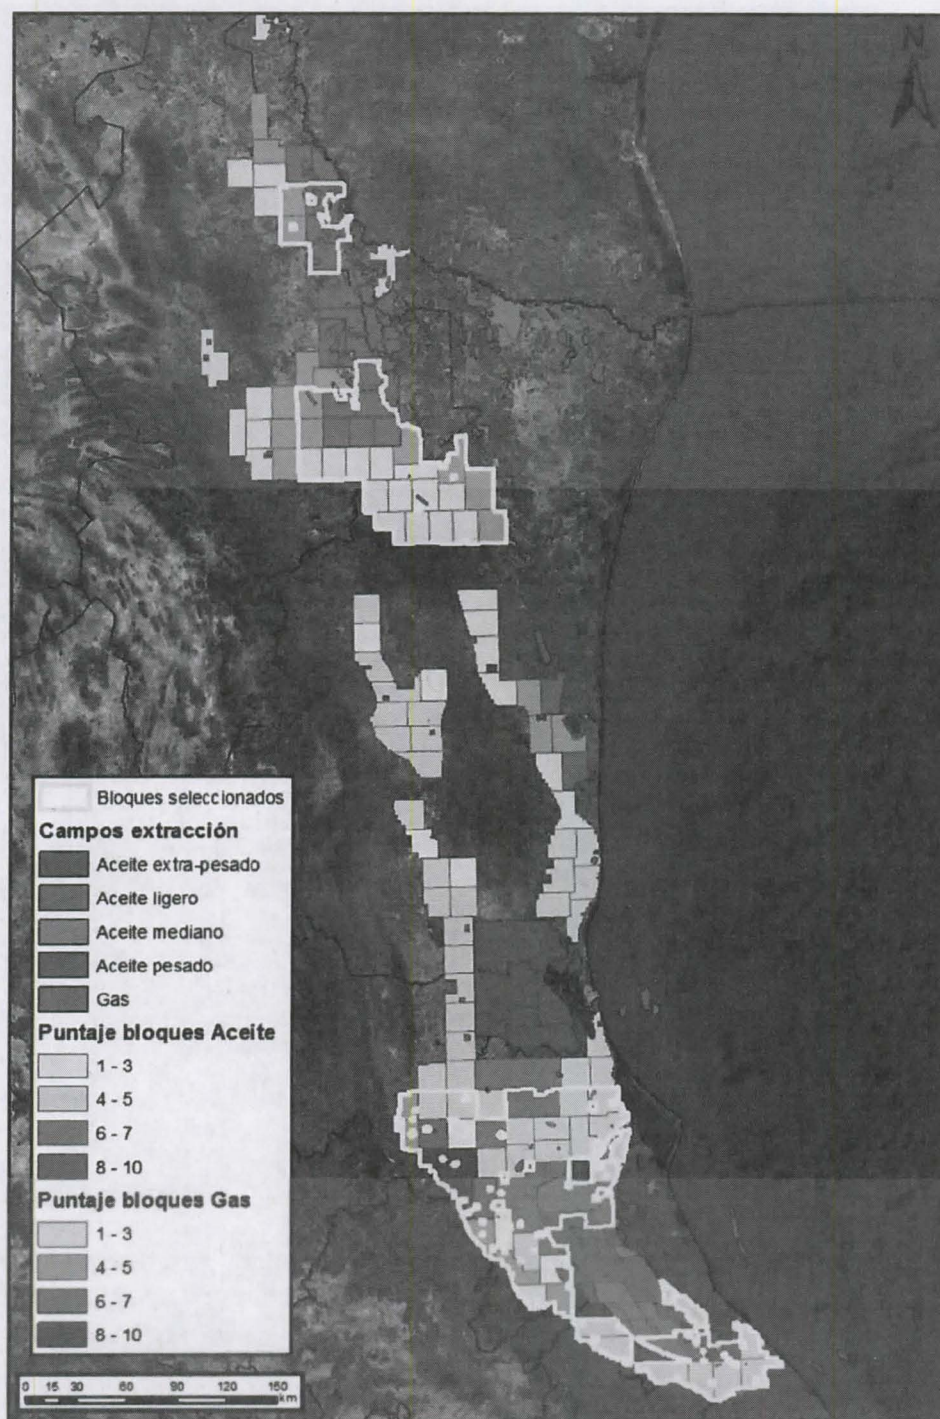 N
Bloques seleccionados
Campos extracción
Aceite extra-pesado
Aceite ligero
Aceite mediano
Aceite pesado
Gas
Puntaje bloques Aceite
1 - 3
4 - 5
6 - 7
8 - 10
Puntaje bloques Gas
1 - 3
4 - 5
6 - 7
8 - 10
0 15 30 60 90 120 150
km